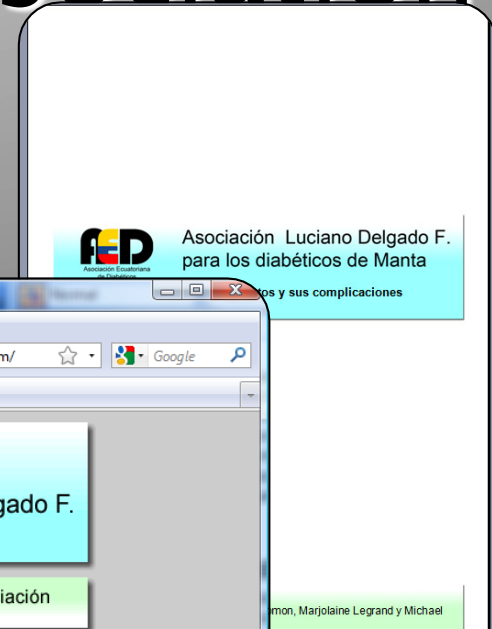 AED
Asociación Ecuatoriana
de Diabéticos
Asociación Luciano Delgado F.
para los diabéticos de Manta
y sus complicaciones
m/
Google
gado F.
iación
mon, Marjolaine Legrand y Michael